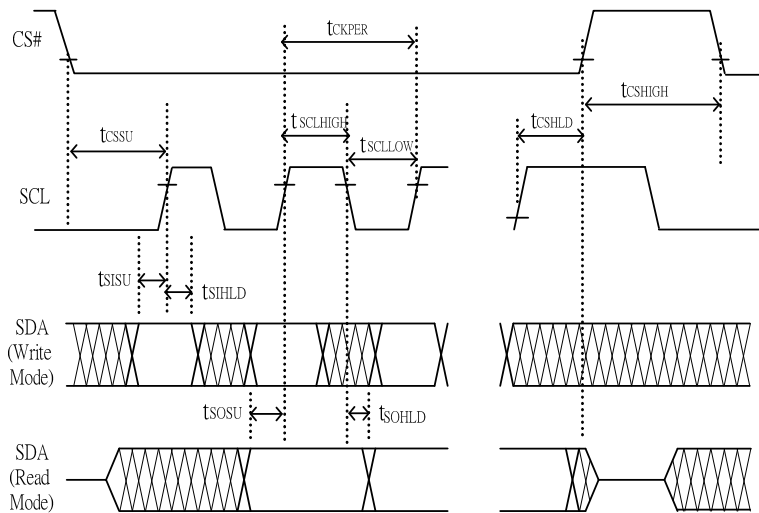 CS#
tCKPER
tCSHIGH
tCSSU
tSCLHIGH
tSCLLOW
tCSHLD
SCL
tSISU
tSIHLD
SDA
(Write
Mode)
tSOSU
tSOHLD
SDA
(Read
Mode)